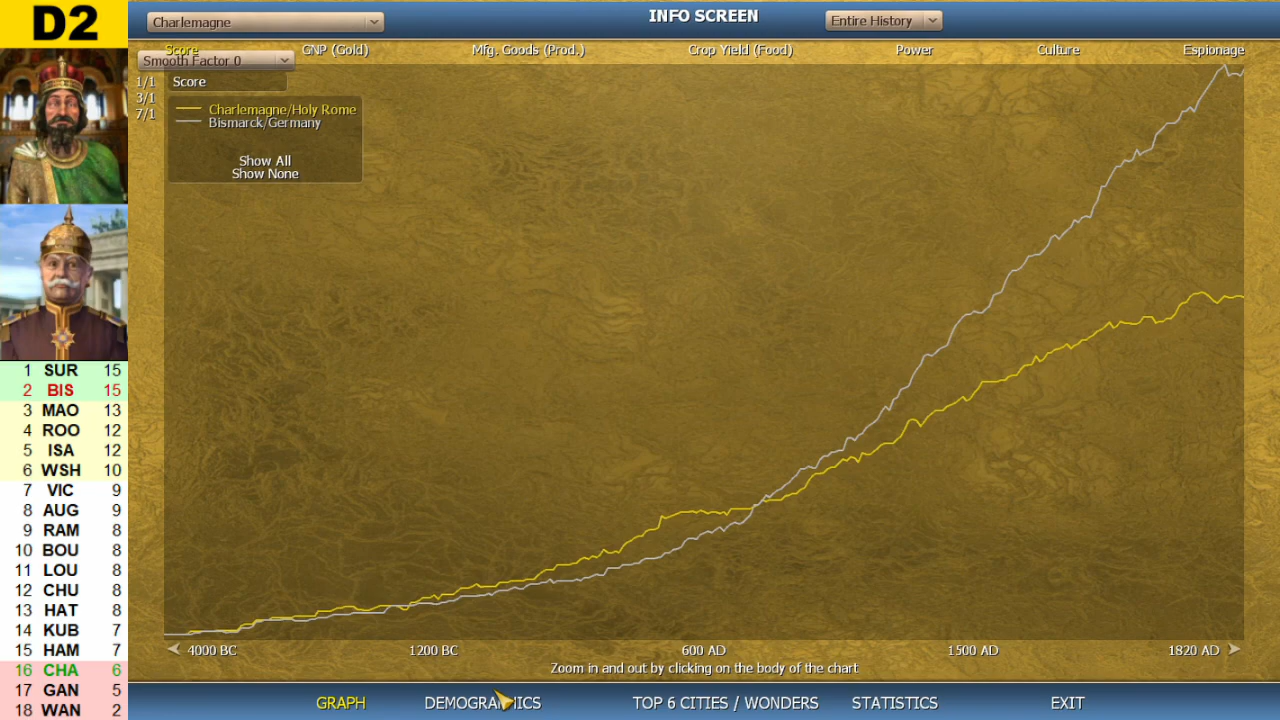 D2
Charlemagne
INFO SCREEN
Entire History
Score
GNP (Gold)
Mfg. Goods (Prod.)
Crop Yield (Food)
Power
Culture
Espionage
Smooth Factor 0
1/1
Score
3/1
7/1
Charlemagne/Holy Rome
Bismarck/Germany
Show All
Show None
1 SUR 15
2 BIS 15
3 MAO 13
4 ROO 12
5 ISA 12
6 WSH 10
7 VIC 9
8 AUG 9
9 RAM 8
10 BOU 8
11 LOU 8
12 CHU 8
13 HAT 8
14 KUB 7
15 HAM 7
16 CHA 6
17 GAN 5
18 WAN 2
4000 BC
1200 BC
600 AD
1500 AD
1820 AD
Zoom in and out by clicking on the body of the chart
GRAPH
DEMOGRAPHICS
TOP 6 CITIES / WONDERS
STATISTICS
EXIT